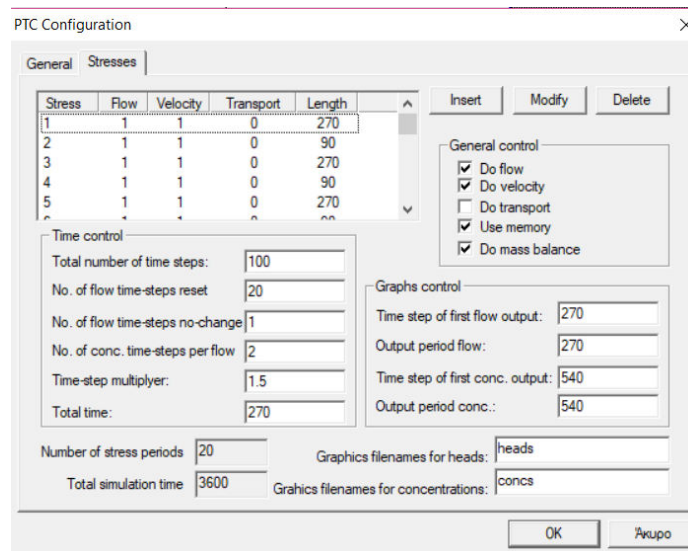 PTC Configuration
General Stresses
Stress Flow Velocity Transport Length
1 1 1 0 270
2 1 1 0 90
3 1 1 0 270
4 1 1 0 90
5 1 1 0 270
Insert Modify Delete
General control
Do flow
Do velocity
Do transport
Use memory
Do mass balance
Time control
Total number of time steps: 100
No. of flow time-steps reset 20
No. of flow time-steps no-change 1
No. of conc. time-steps per flow 2
Time-step multiplyer: 1.5
Total time: 270
Graphs control
Time step of first flow output: 270
Output period flow: 270
Time step of first conc. output: 540
Output period conc.: 540
Number of stress periods 20
Total simulation time 3600
Graphics filenames for heads: heads
Grahics filenames for concentrations: concs
OK Άκυρο